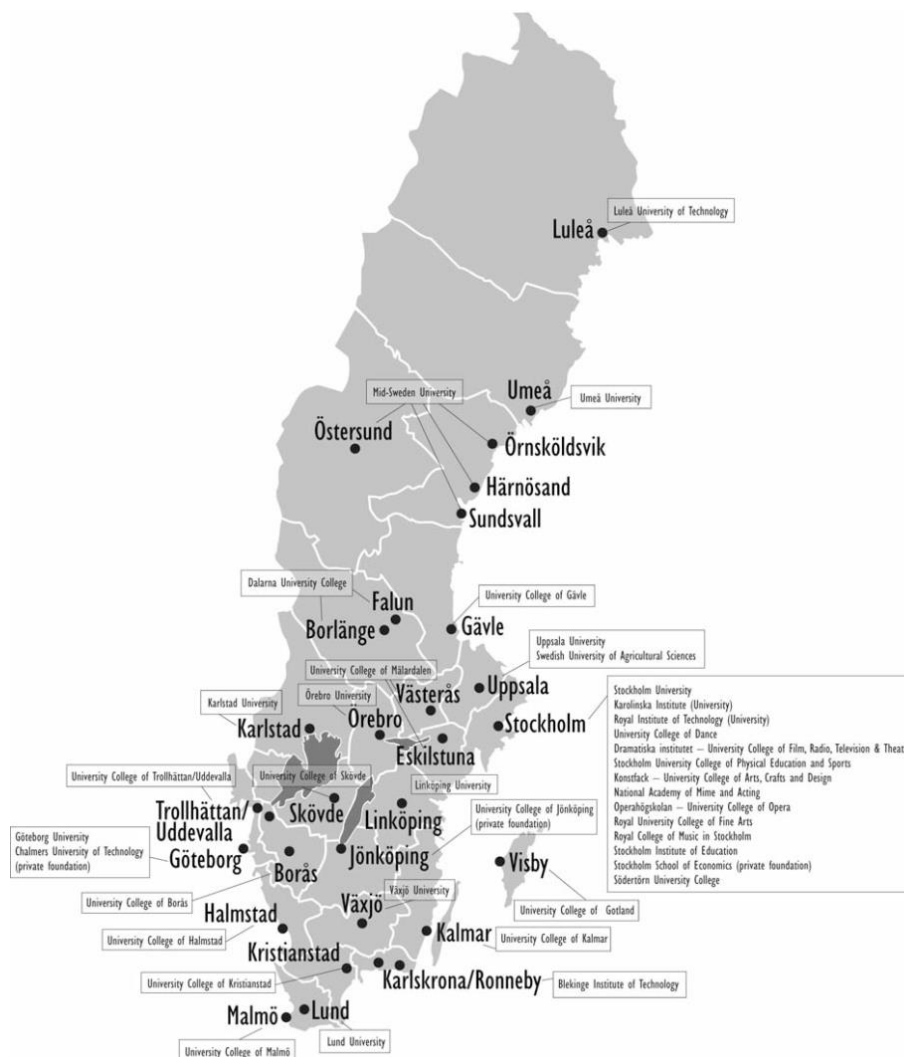 Luleå University of Technology
Luleå
Mid-Sweden University
Umeå
Umeå University
Östersund
Örnsköldsvik
Härnösand
Sundsvall
Dalarna University College
Falun
Borlänge
University College of Gävle
Gävle
Uppsala University
Swedish University of Agricultural Sciences
University College of Mälardalen
Västerås
Uppsala
Örebro University
Karlstad University
Örebro
Karlstad
Stockholm
Eskilstuna
Stockholm University
Karolinska Institute (University)
Royal Institute of Technology (University)
University College of Dance
Dramatiska institutet – University College of Film, Radio, Television & Theat
Stockholm University College of Physical Education and Sports
Konstfack – University College of Arts, Crafts and Design
National Academy of Mime and Acting
Operahögskolan – University College of Opera
Royal University College of Fine Arts
Royal College of Music in Stockholm
Stockholm Institute of Education
Stockholm School of Economics (private foundation)
Södertörn University College
University College of Trollhättan/Uddevalla
University College of Skövde
Linköping University
Trollhättan/
Uddevalla
Skövde
Linköping
University College of Jönköping
(private foundation)
Göteborg University
Chalmers University of Technology
(private foundation)
Göteborg
Borås
Jönköping
Visby
University College of Borås
Växjö University
Växjö
University College of Gotland
Halmstad
University College of Halmstad
Kalmar
University College of Kalmar
Kristianstad
University College of Kristianstad
Karlskrona/Ronneby
Blekinge Institute of Technology
Malmö
Lund
Lund University
University College of Malmö